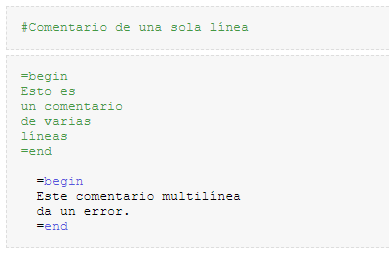 #Comentario de una sola línea
=begin
Esto es
un comentario
de varias
líneas
=end
=begin
Este comentario multilínea
da un error.
=end